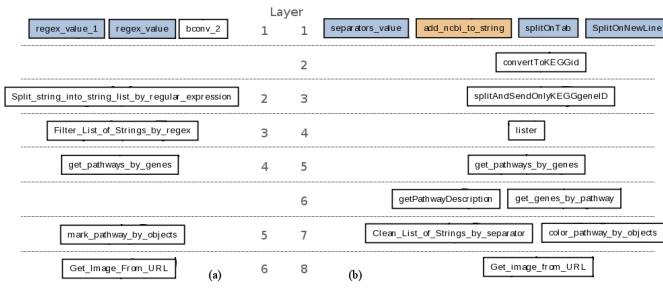 Layer
regex_value_1 regex_value bconv_2 1 1 separators_value add_ncbi_to_string splitOnTab SplitOnNewLine
2 convertToKEGGid
Split_string_into_string_list_by_regular_expression 2 3 splitAndSendOnlyKEGGgeneID
Filter_List_of_Strings_by_regex 3 4 lister
get_pathways_by_genes 4 5 get_pathways_by_genes
6 getPathwayDescription get_genes_by_pathway
mark_pathway_by_objects 5 7 Clean_List_of_Strings_by_separator color_pathway_by_objects
Get_Image_From_URL (a) 6 8 (b) Get_image_from_URL